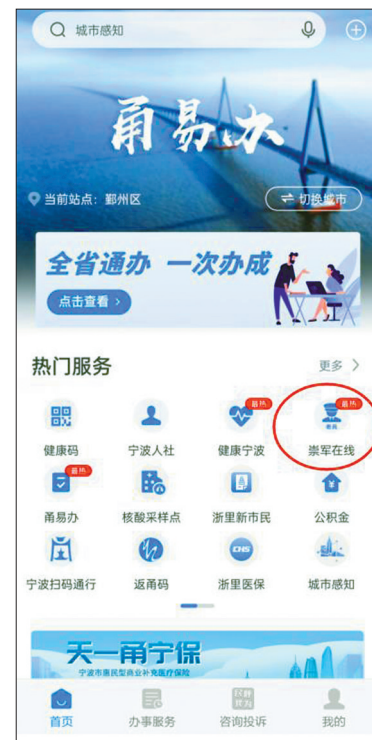 城市感知
甬易办
当前站点：鄞州区
切换城市
全省通办 一次办成
点击查看
热门服务
更多
最热
最热
健康码
宁波人社
健康宁波
崇军在线
最热
甬易办
核酸采样点
浙里新市民
公积金
CHS
宁波扫码通行
返甬码
浙里医保
城市感知
天一甬宁保
宁波市惠民型商业补充医疗保险
首页
办事服务
咨询投诉
我的